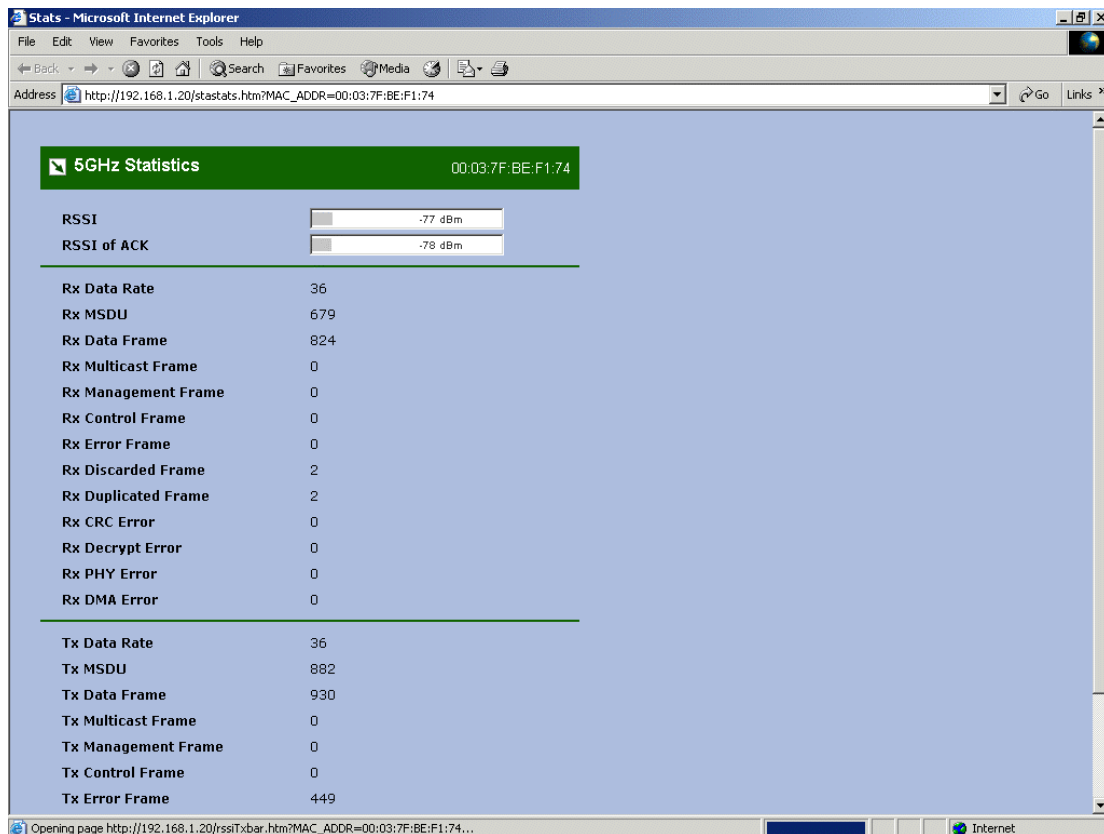 Stats - Microsoft Internet Explorer
File Edit View Favorites Tools Help
Back Search Favorites Media
Address http://192.168.1.20/stastats.htm?MAC_ADDR=00:03:7F:BE:F1:74 Go Links »
5GHz Statistics 00:03:7F:BE:F1:74
RSSI -77 dBm
RSSI of ACK -78 dBm
Rx Data Rate 36
Rx MSDU 679
Rx Data Frame 824
Rx Multicast Frame 0
Rx Management Frame 0
Rx Control Frame 0
Rx Error Frame 0
Rx Discarded Frame 2
Rx Duplicated Frame 2
Rx CRC Error 0
Rx Decrypt Error 0
Rx PHY Error 0
Rx DMA Error 0
Tx Data Rate 36
Tx MSDU 882
Tx Data Frame 930
Tx Multicast Frame 0
Tx Management Frame 0
Tx Control Frame 0
Tx Error Frame 449
Opening page http://192.168.1.20/rssiTxbar.htm?MAC_ADDR=00:03:7F:BE:F1:74... Internet